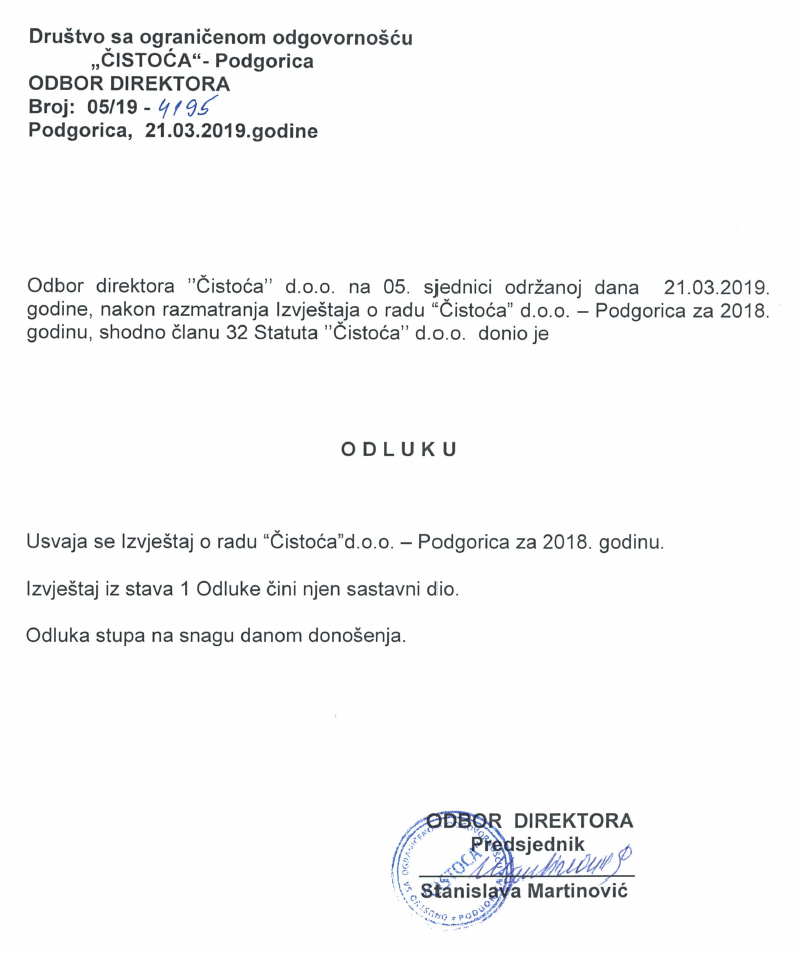 Društvo sa ograničenom odgovornošću
„ČISTOĆA“- Podgorica
ODBOR DIREKTORA
Broj: 05/19 - 4195
Podgorica, 21.03.2019.godine
Odbor direktora ”Čistoća” d.o.o. na 05. sjednici održanoj dana 21.03.2019.
godine, nakon razmatranja Izvještaja o radu “Čistoća” d.o.o. – Podgorica za 2018.
godinu, shodno članu 32 Statuta ”Čistoća” d.o.o. donio je
O D L U K U
Usvaja se Izvještaj o radu “Čistoća”d.o.o. – Podgorica za 2018. godinu.
Izvještaj iz stava 1 Odluke čini njen sastavni dio.
Odluka stupa na snagu danom donošenja.
ODBOR DIREKTORA
Predsjednik
Stanislava Martinović
ČISTOĆA
PODGORICA